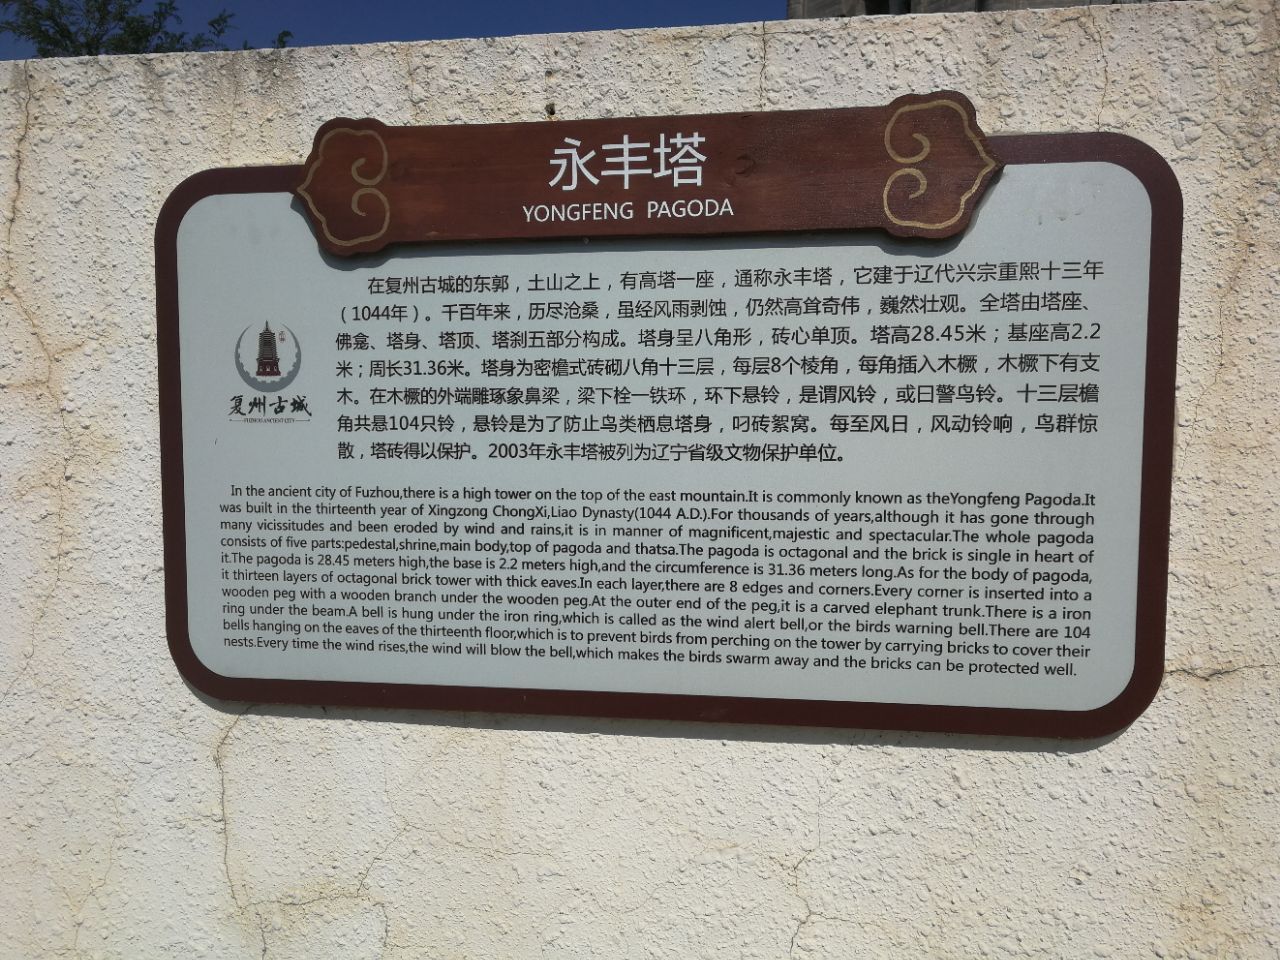 永丰塔
YONGFENG PAGODA
在复州古城的东郭，土山之上，有高塔一座，通称永丰塔，它建于辽代兴宗重熙十三年
（1044年）。千百年来，历尽沧桑，虽经风雨剥蚀，仍然高耸奇伟，巍然壮观。全塔由塔座、
佛龛、塔身、塔顶、塔刹五部分构成。塔身呈八角形，砖心单顶。塔高28.45米；基座高2.2
米；周长31.36米。塔身为密檐式砖砌八角十三层，每层8个棱角，每角插入木橛，木橛下有支
木。在木橛的外端雕琢象鼻梁，梁下栓一铁环，环下悬铃，是谓风铃，或日警鸟铃。十三层檐
角共悬104只铃，悬铃是为了防止鸟类栖息塔身，叼砖絮窝。每至风日，风动铃响，鸟群惊
散，塔砖得以保护。2003年永丰塔被列为辽宁省级文物保护单位。
复州古城
FUZHOU ANCIENT CITY
In the ancient city of Fuzhou,there is a high tower on the top of the east mountain.It is commonly known as theYongfeng Pagoda.It
was built in the thirteenth year of Xingzong ChongXi,Liao Dynasty(1044 A.D.).For thousands of years,although it has gone through
many vicissitudes and been eroded by wind and rains,it is in manner of magnificent,majestic and spectacular.The whole pagoda
consists of five parts:pedestal,shrine,main body,top of pagoda and thatsa.The pagoda is octagonal and the brick is single in heart of
it.The pagoda is 28.45 meters high,the base is 2.2 meters high,and the circumference is 31.36 meters long.As for the body of pagoda,
it thirteen layers of octagonal brick tower with thick eaves.In each layer,there are 8 edges and corners.Every corner is inserted into a
wooden peg with a wooden branch under the wooden peg.At the outer end of the peg,it is a carved elephant trunk.There is a iron
ring under the beam.A bell is hung under the iron ring,which is called as the wind alert bell,or the birds warning bell.There are 104
bells hanging on the eaves of the thirteenth floor,which is to prevent birds from perching on the tower by carrying bricks to cover their
nests.Every time the wind rises,the wind will blow the bell,which makes the birds swarm away and the bricks can be protected well.